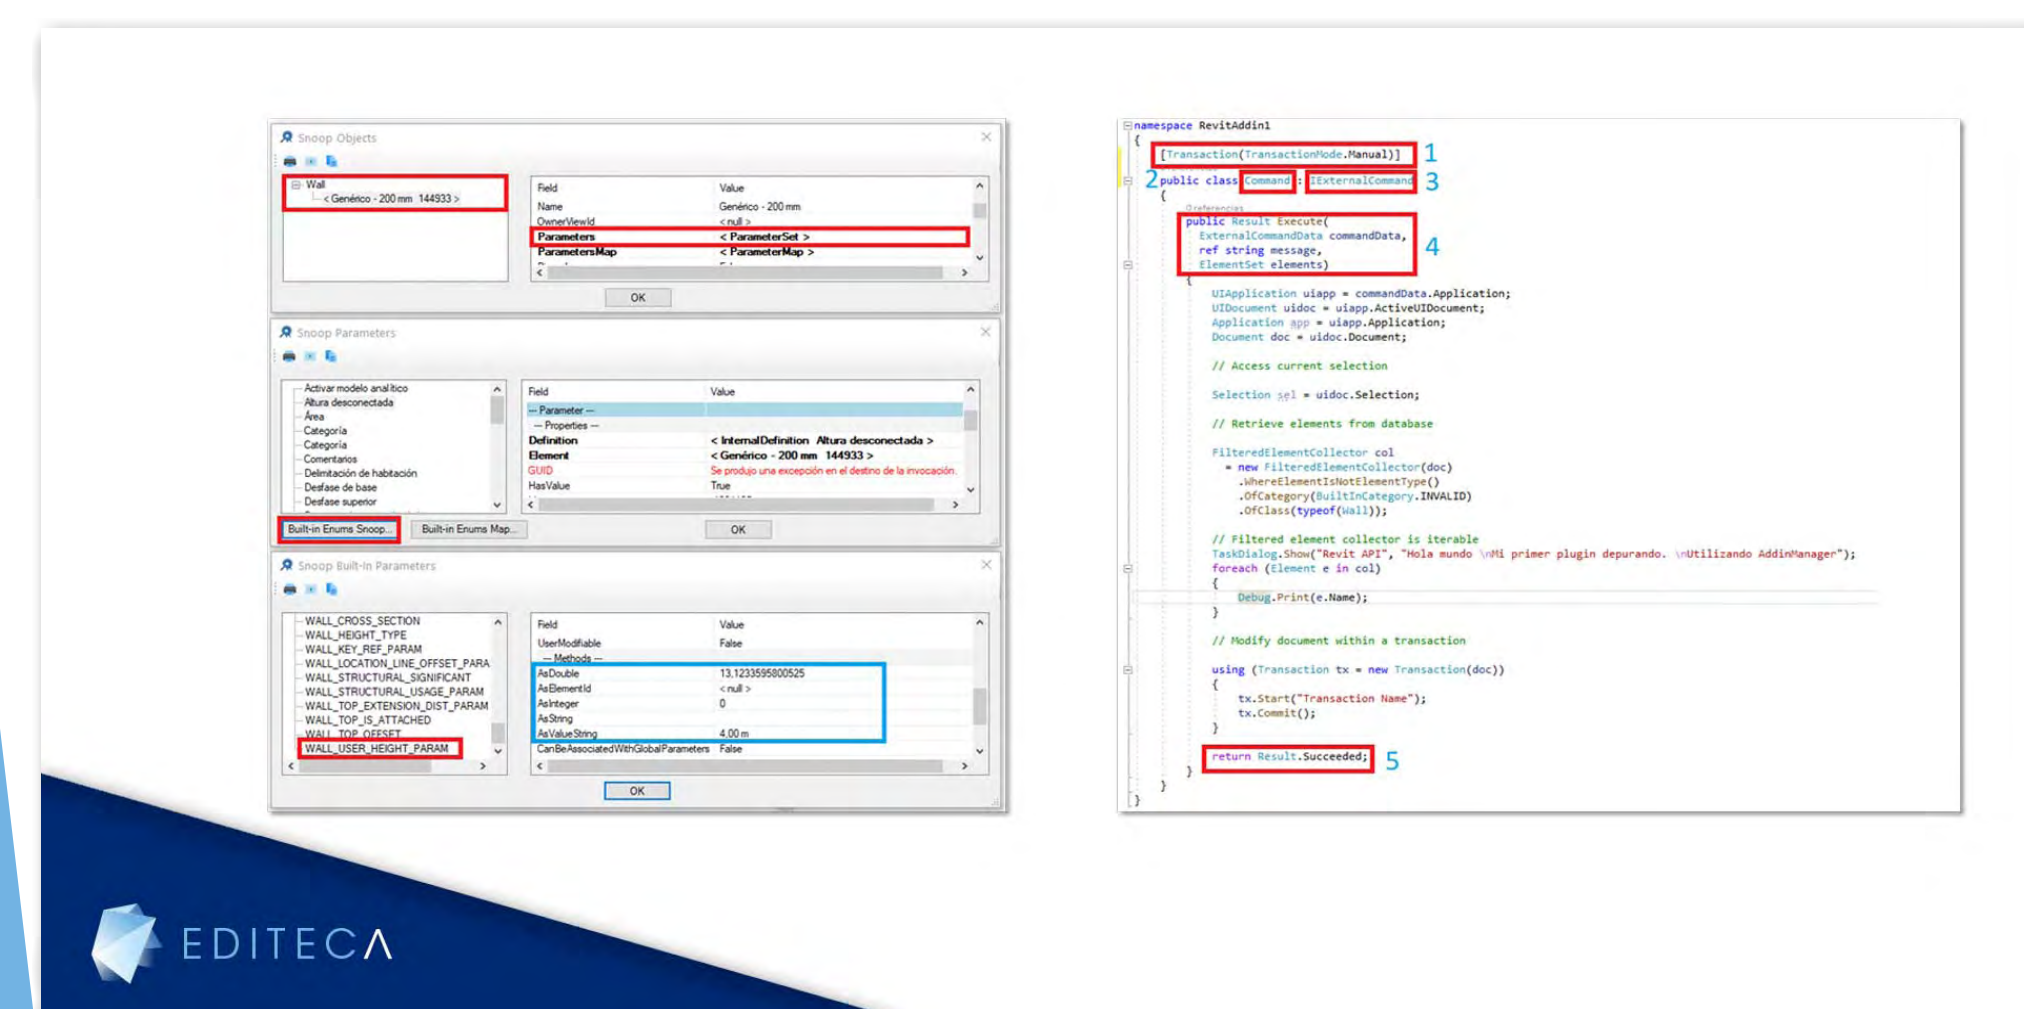 Snoop Objects
Wall
< Genérico - 200 mm 144933 >
Field Value
Name Genérico - 200 mm
OwnerViewId < null >
Parameters < ParameterSet >
ParametersMap < ParameterMap >
OK
Snoop Parameters
Activar modelo analítico
Altura desconectada
Área
Categoría
Categoría
Comentarios
Delimitación de habitación
Desfase de base
Desfase superior
Field Value
--- Parameter ---
--- Properties ---
Definition < InternalDefinition Altura desconectada >
Element < Genérico - 200 mm 144933 >
GUID Se produjo una excepción en el destino de la invocación.
HasValue True
Built-in Enums Snoop... Built-in Enums Map... OK
Snoop Built-In Parameters
WALL_CROSS_SECTION
WALL_HEIGHT_TYPE
WALL_KEY_REF_PARAM
WALL_LOCATION_LINE_OFFSET_PARA
WALL_STRUCTURAL_SIGNIFICANT
WALL_STRUCTURAL_USAGE_PARAM
WALL_TOP_EXTENSION_DIST_PARAM
WALL_TOP_IS_ATTACHED
WALL_TOP_OFFSET
WALL_USER_HEIGHT_PARAM
Field Value
UserModifiable False
--- Methods ---
AsDouble 13,1233595800525
AsElementId < null >
AsInteger 0
AsString
AsValueString 4.00 m
CanBeAssociatedWithGlobalParameters False
OK
namespace RevitAddin1
{
[Transaction(TransactionMode.Manual)] 1
2 public class Command : IExternalCommand 3
{
0 referencias
public Result Execute(
ExternalCommandData commandData,
ref string message, 4
ElementSet elements)
{
UIApplication uiapp = commandData.Application;
UIDocument uidoc = uiapp.ActiveUIDocument;
Application app = uiapp.Application;
Document doc = uidoc.Document;
// Access current selection
Selection sel = uidoc.Selection;
// Retrieve elements from database
FilteredElementCollector col
= new FilteredElementCollector(doc)
.WhereElementIsNotElementType()
.OfCategory(BuiltInCategory.INVALID)
.OfClass(typeof(Wall));
// Filtered element collector is iterable
TaskDialog.Show("Revit API", "Hola mundo \nMi primer plugin depurando. \nUtilizando AddinManager");
foreach (Element e in col)
{
Debug.Print(e.Name);
}
// Modify document within a transaction
using (Transaction tx = new Transaction(doc))
{
tx.Start("Transaction Name");
tx.Commit();
}
return Result.Succeeded; 5
}
}
}
EDITECA